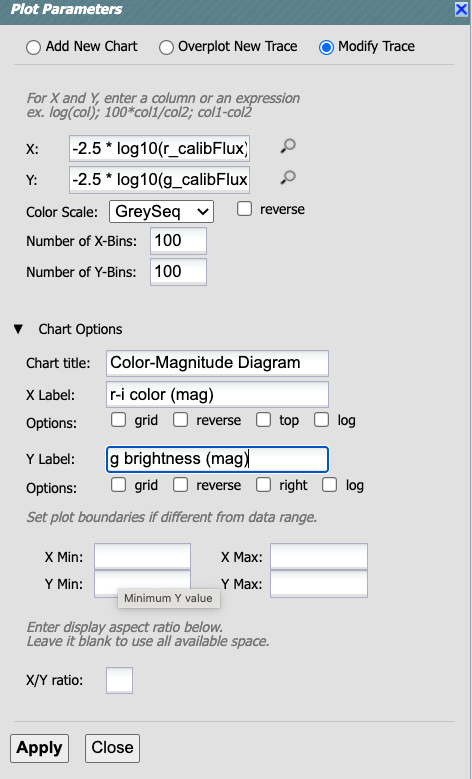 Plot Parameters
Add New Chart Overplot New Trace Modify Trace
For X and Y, enter a column or an expression
ex. log(col); 100*col1/col2; col1-col2
X: -2.5 * log10(r_calibFlux)
Y: -2.5 * log10(g_calibFlux
Color Scale: GreySeq reverse
Number of X-Bins: 100
Number of Y-Bins: 100
Chart Options
Chart title: Color-Magnitude Diagram
X Label: r-i color (mag)
Options: grid reverse top log
Y Label: g brightness (mag)
Options: grid reverse right log
Set plot boundaries if different from data range.
X Min: X Max:
Y Min: Y Max:
Minimum Y value
Enter display aspect ratio below.
Leave it blank to use all available space.
X/Y ratio:
Apply Close